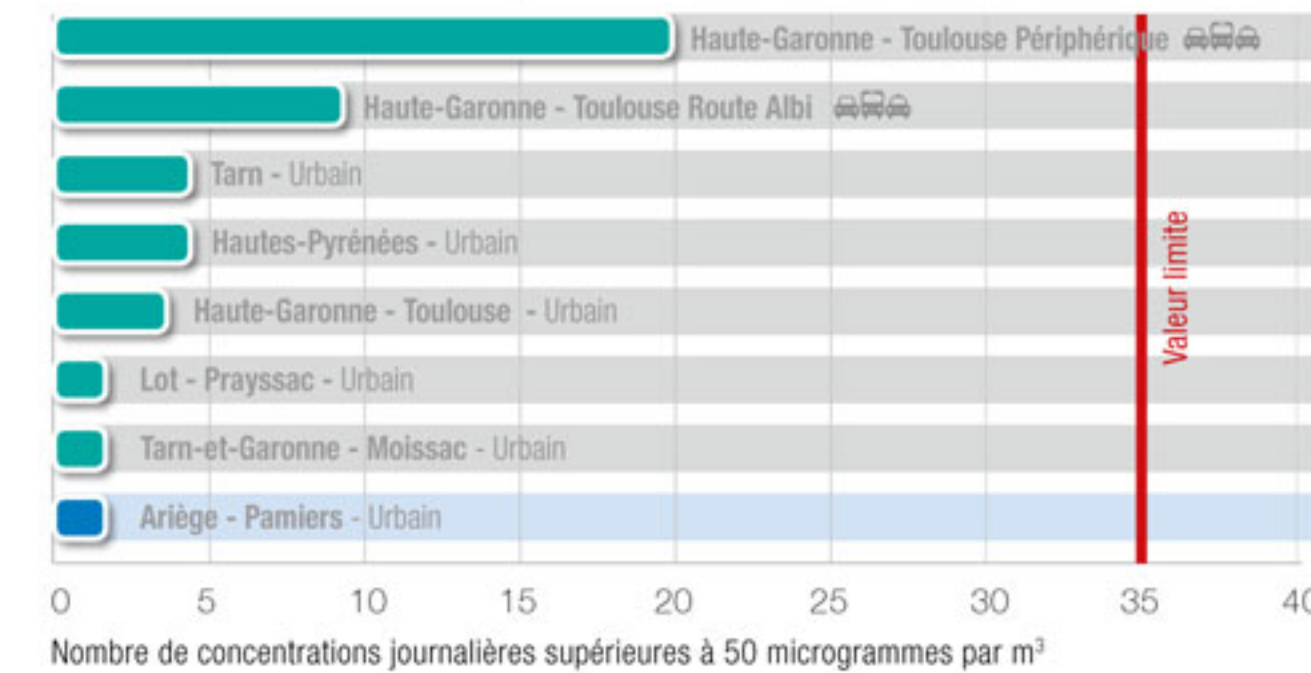 Haute-Garonne - Toulouse Périphérique
Haute-Garonne - Toulouse Route Albi
Tarn - Urbain
Hautes-Pyrénées - Urbain
Haute-Garonne - Toulouse - Urbain
Lot - Prayssac - Urbain
Tarn-et-Garonne - Moissac - Urbain
Ariège - Pamiers - Urbain
Valeur limite
0 5 10 15 20 25 30 35 40
Nombre de concentrations journalières supérieures à 50 microgrammes par m³